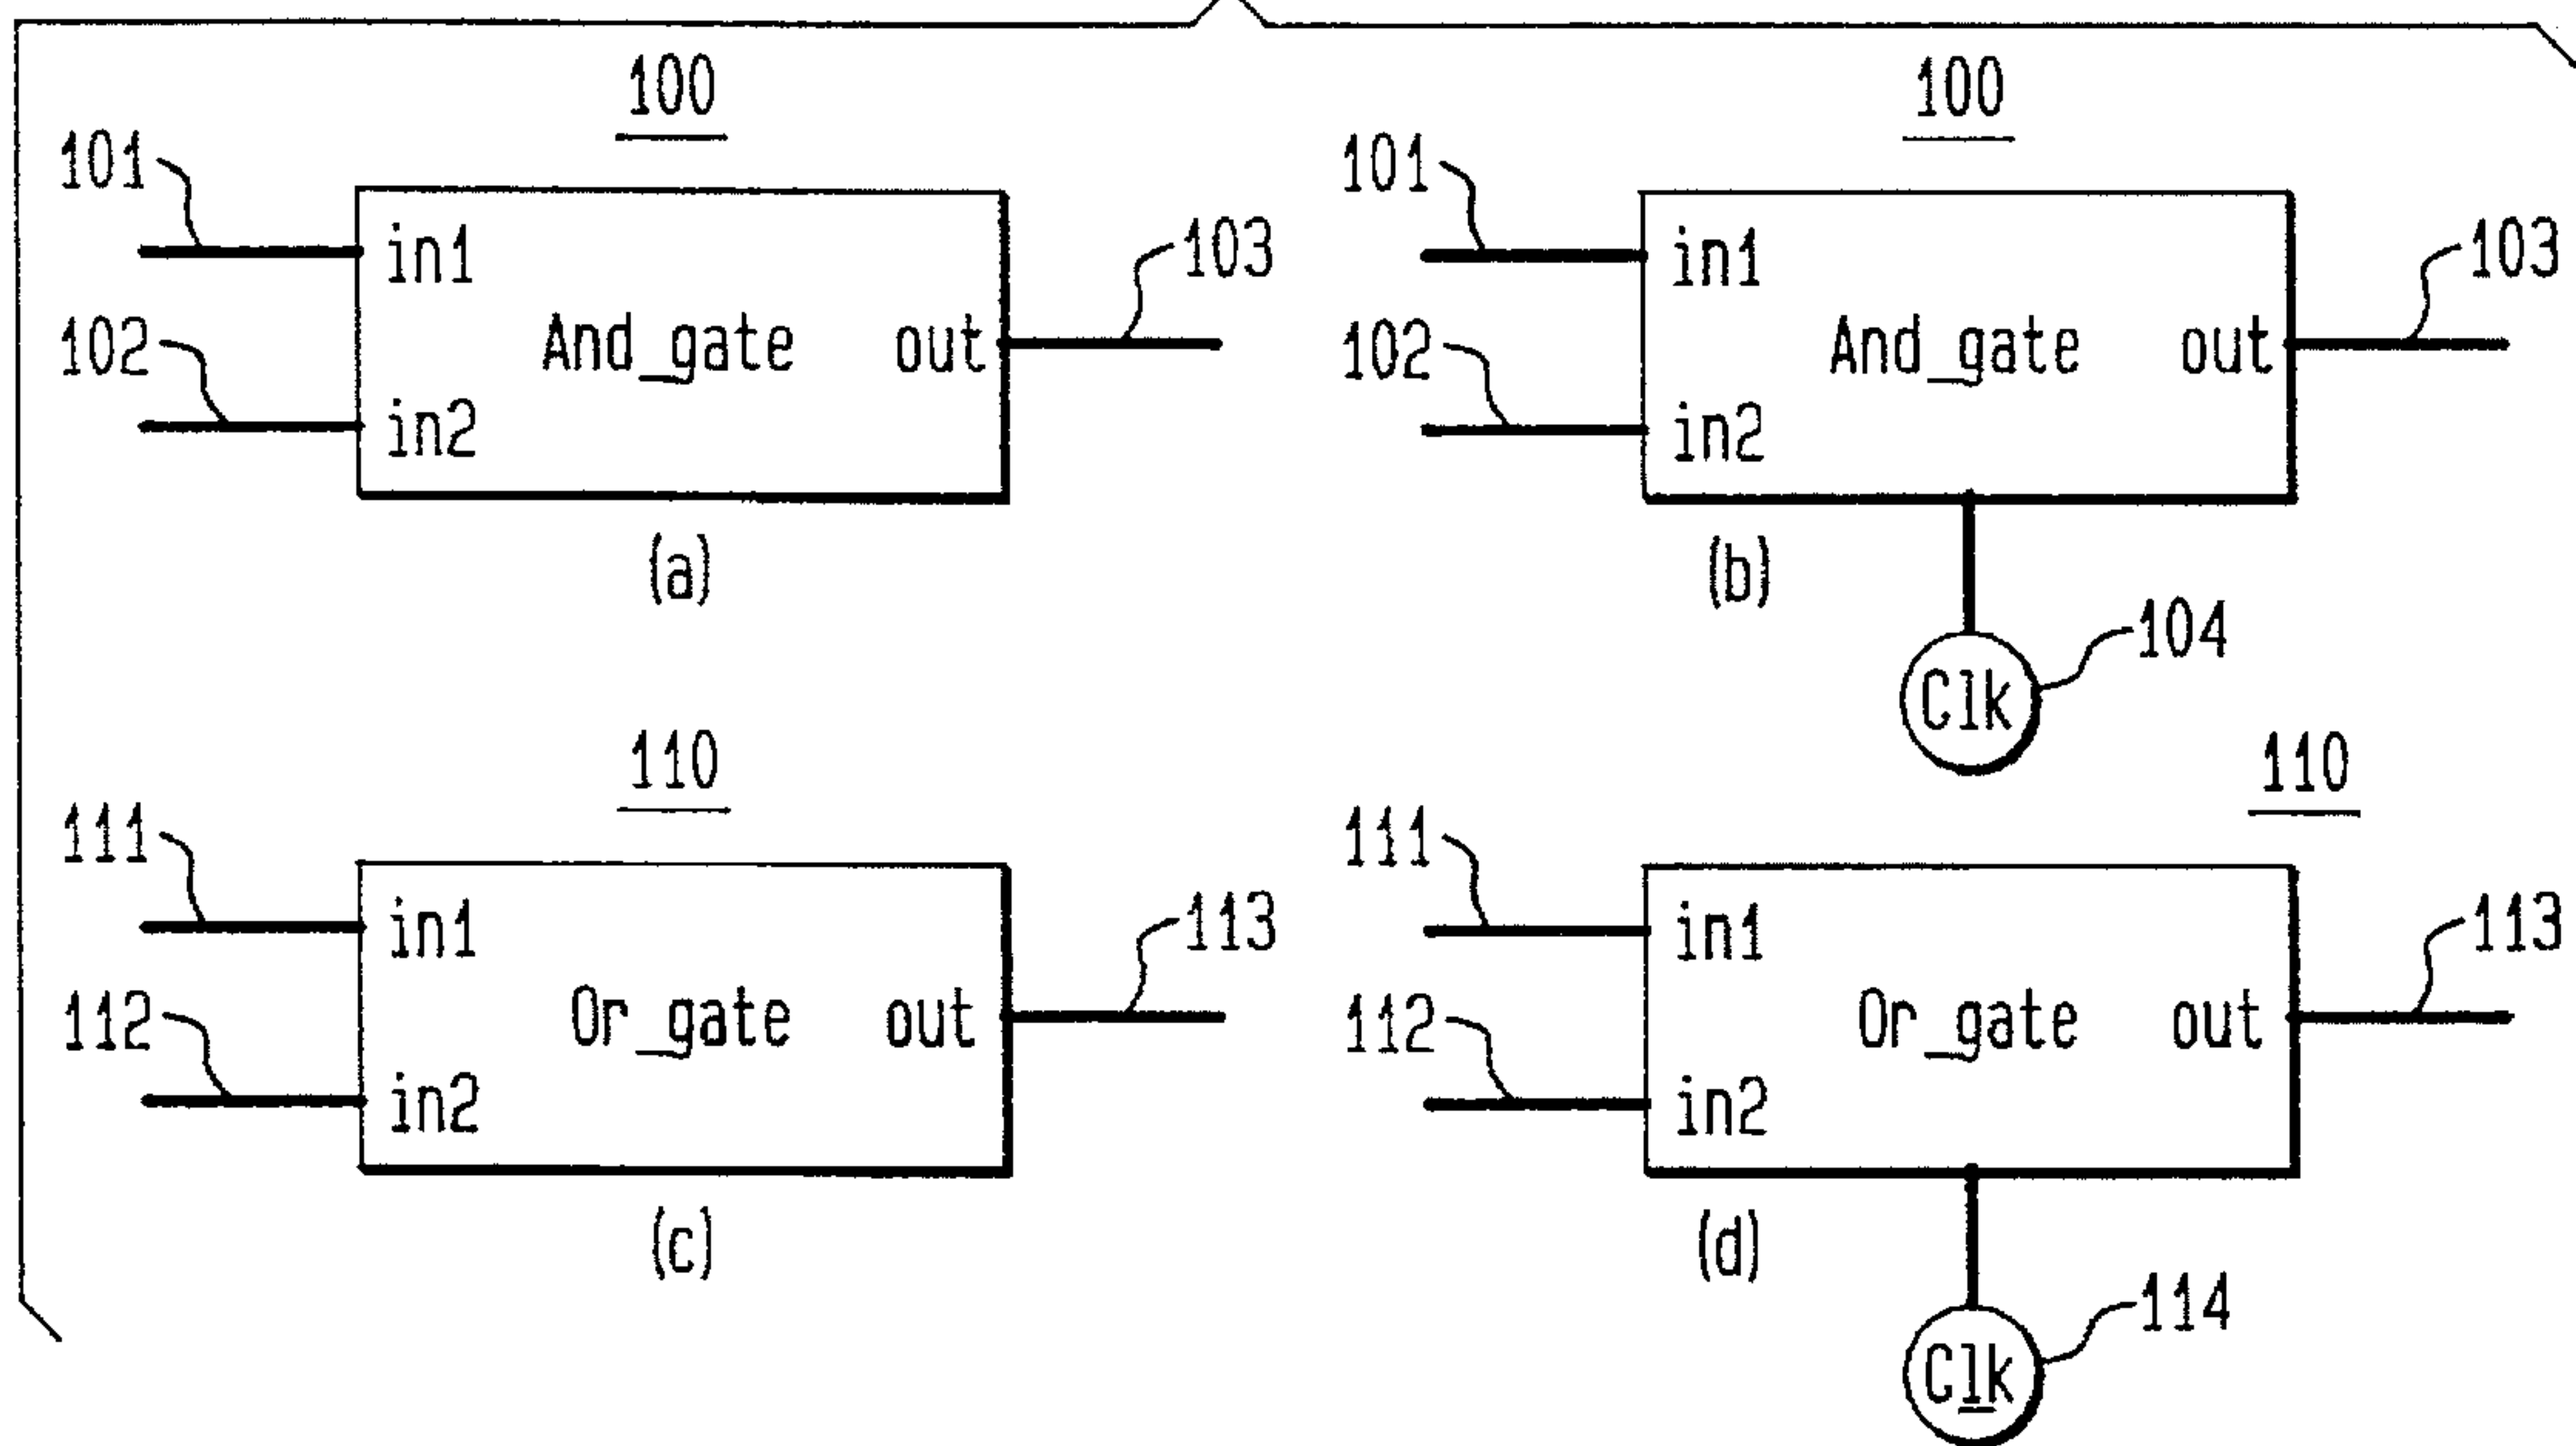 100
101
in1
103
102
And_gate
out
in2
(a)
100
101
in1
103
102
And_gate
out
in2
(b)
104
Clk
110
111
in1
113
112
Or_gate
out
in2
(c)
110
111
in1
113
112
Or_gate
out
in2
(d)
114
Clk